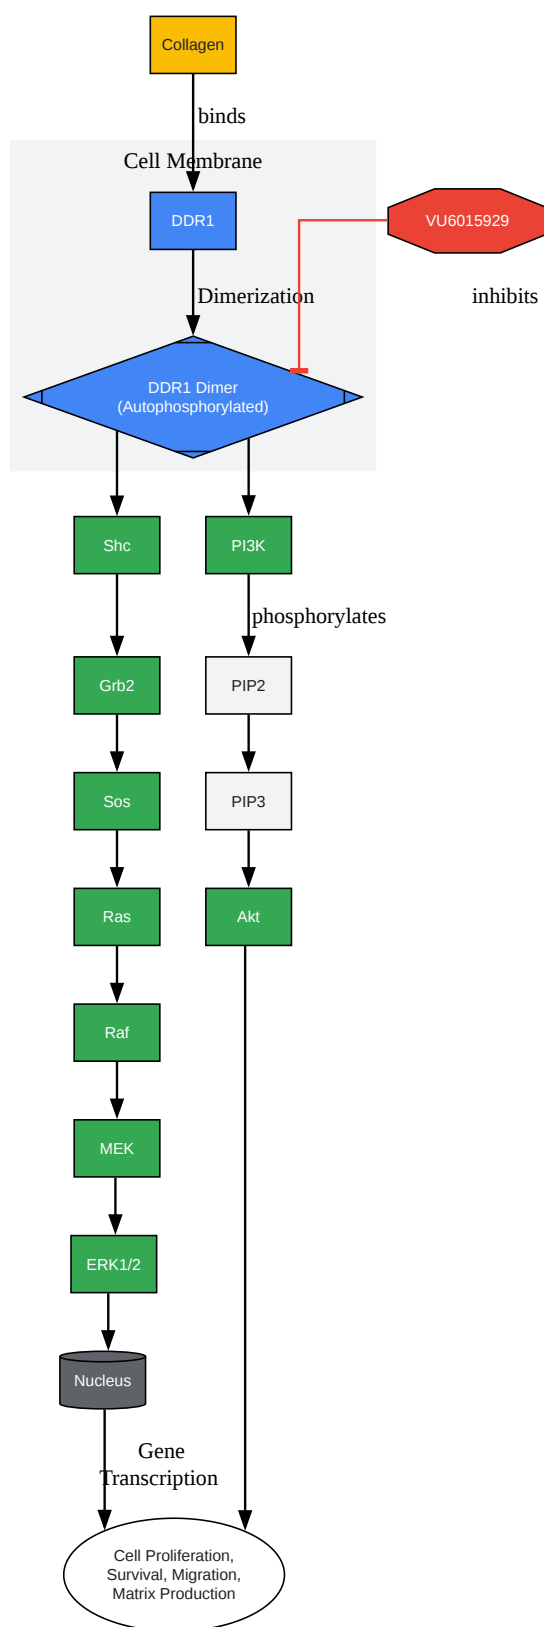 Collagen
binds
Cell Membrane
DDR1
VU6015929
Dimerization
inhibits
DDR1 Dimer
(Autophosphorylated)
Shc
PI3K
phosphorylates
Grb2
PIP2
Sos
PIP3
Ras
Akt
Raf
MEK
ERK1/2
Nucleus
Gene
Transcription
Cell Proliferation,
Survival, Migration,
Matrix Production